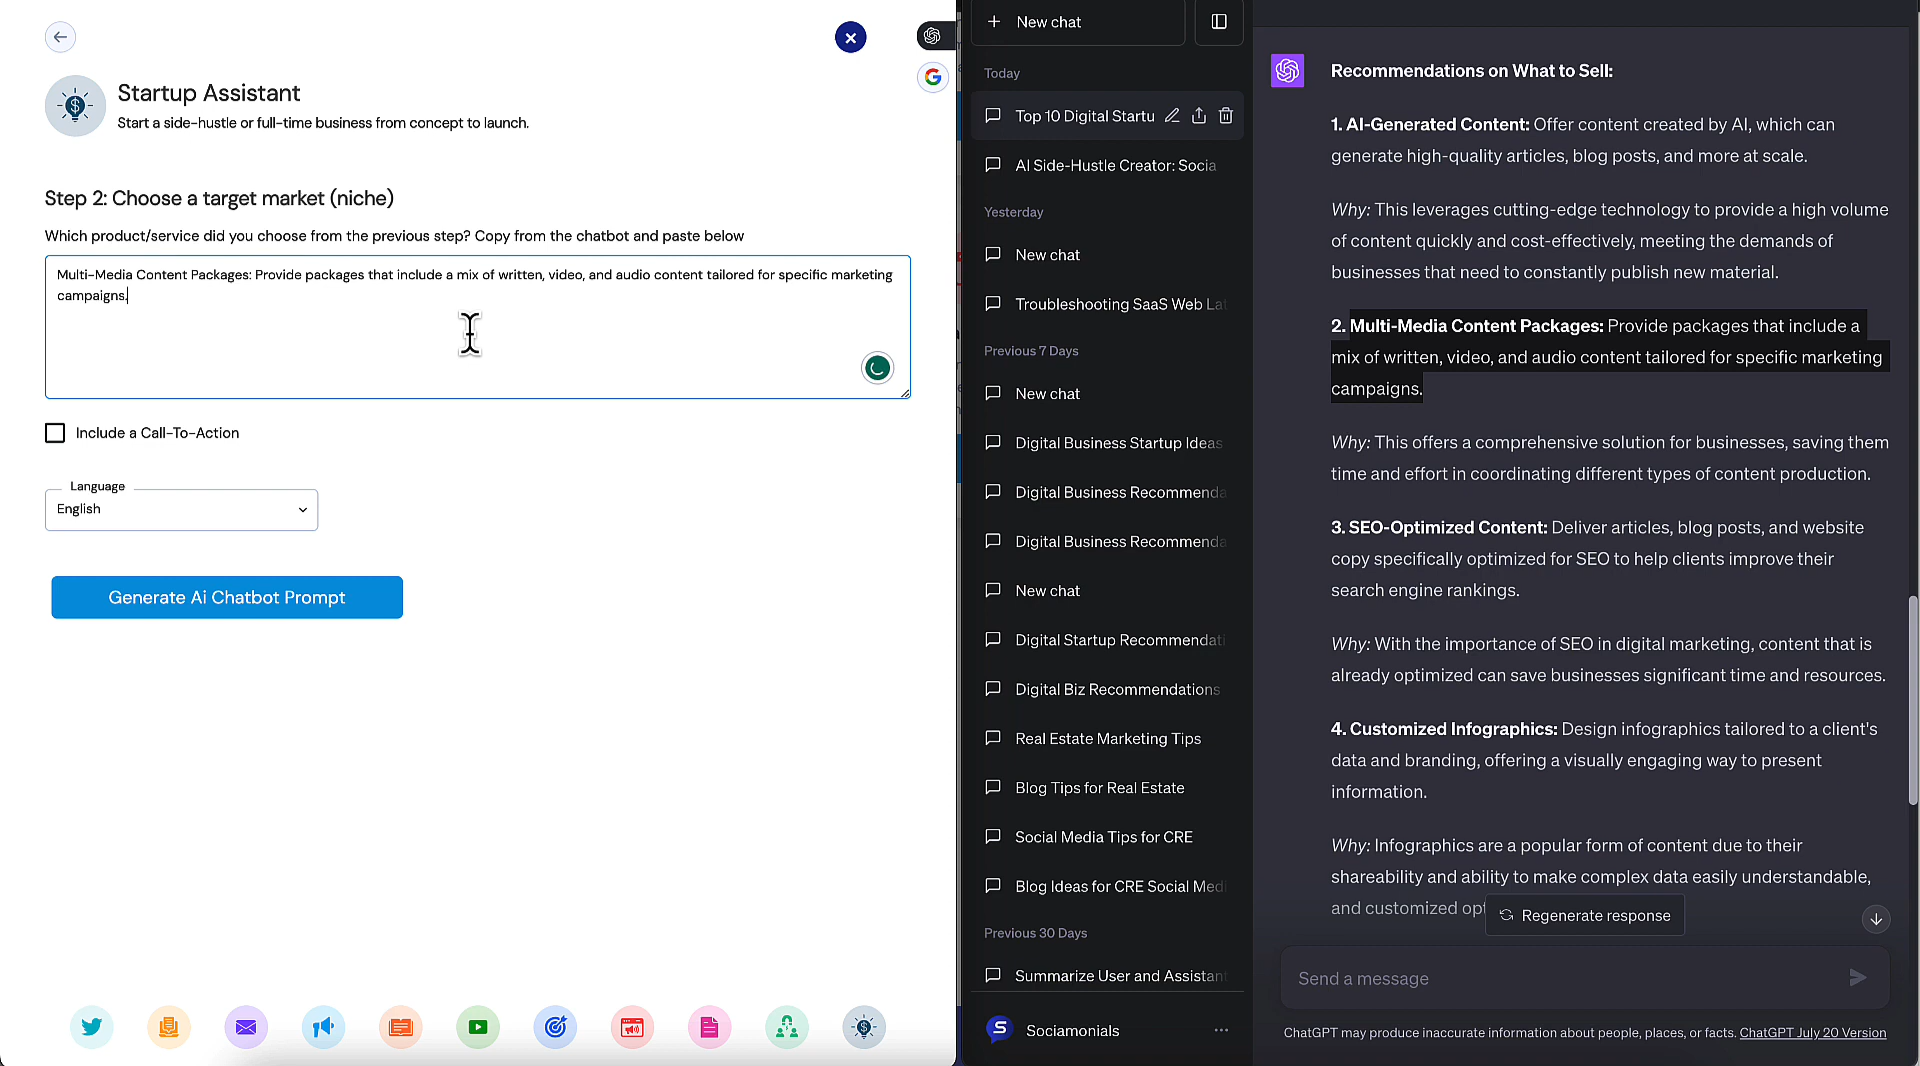 Startup Assistant
Start a side-hustle or full-time business from concept to launch.
Step 2: Choose a target market (niche)
Which product/service did you choose from the previous step? Copy from the chatbot and paste below
Multi-Media Content Packages: Provide packages that include a mix of written, video, and audio content tailored for specific marketing
campaigns.
Include a Call-To-Action
Language
English
Generate Ai Chatbot Prompt
New chat
Today
Top 10 Digital Startu
AI Side-Hustle Creator: Socia
Yesterday
New chat
Troubleshooting SaaS Web Lat
Previous 7 Days
New chat
Digital Business Startup Ideas
Digital Business Recommenda
Digital Business Recommenda
New chat
Digital Startup Recommendati
Digital Biz Recommendations
Real Estate Marketing Tips
Blog Tips for Real Estate
Social Media Tips for CRE
Blog Ideas for CRE Social Medi
Previous 30 Days
Summarize User and Assistant
Sociamonials
Recommendations on What to Sell:
1. AI-Generated Content: Offer content created by AI, which can
generate high-quality articles, blog posts, and more at scale.
Why: This leverages cutting-edge technology to provide a high volume
of content quickly and cost-effectively, meeting the demands of
businesses that need to constantly publish new material.
2. Multi-Media Content Packages: Provide packages that include a
mix of written, video, and audio content tailored for specific marketing
campaigns.
Why: This offers a comprehensive solution for businesses, saving them
time and effort in coordinating different types of content production.
3. SEO-Optimized Content: Deliver articles, blog posts, and website
copy specifically optimized for SEO to help clients improve their
search engine rankings.
Why: With the importance of SEO in digital marketing, content that is
already optimized can save businesses significant time and resources.
4. Customized Infographics: Design infographics tailored to a client's
data and branding, offering a visually engaging way to present
information.
Why: Infographics are a popular form of content due to their
shareability and ability to make complex data easily understandable,
and customized opt
Regenerate response
Send a message
ChatGPT may produce inaccurate information about people, places, or facts. ChatGPT July 20 Version